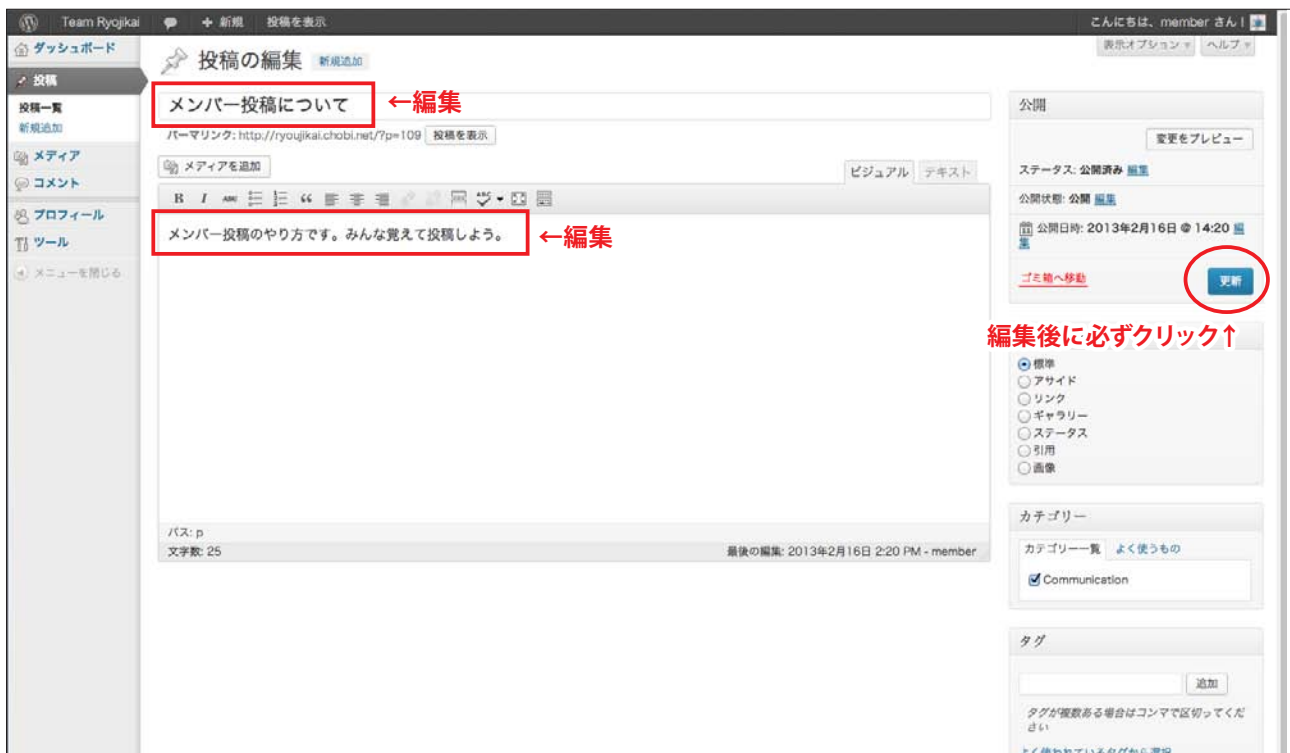 Team Ryojikai
新規
投稿を表示
こんにちは、member さん!
ダッシュボード
投稿
投稿一覧
新規追加
メディア
コメント
プロフィール
ツール
メニューを閉じる
表示オプション
ヘルプ
投稿の編集
新規追加
メンバー投稿について
←編集
パーマリンク: http://ryoujikai.chobi.net/?p=109
投稿を表示
メディアを追加
ビジュアル
テキスト
B I ABC
ABC
メンバー投稿のやり方です。みんな覚えて投稿しよう。
←編集
パス: p
文字数: 25
最後の編集: 2013年2月16日 2:20 PM - member
公開
変更をプレビュー
ステータス: 公開済み 編集
公開状態: 公開 編集
公開日時: 2013年2月16日 @ 14:20 編
集
ゴミ箱へ移動
更新
編集後に必ずクリック↑
標準
アサイド
リンク
ギャラリー
ステータス
引用
画像
カテゴリー
カテゴリー一覧
よく使うもの
Communication
タグ
追加
タグが複数ある場合はコンマで区切ってくだ
さい
よく使われているタグから選択